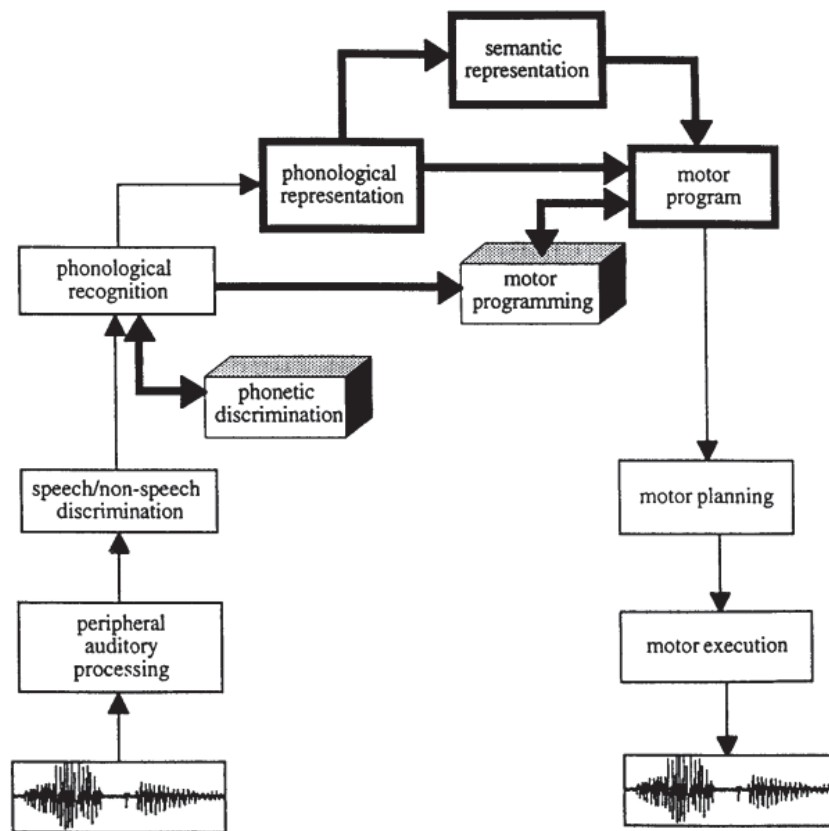 semantic
representation
phonological
representation
motor
program
phonological
recognition
motor
programming
phonetic
discrimination
speech/non-speech
discrimination
motor planning
peripheral
auditory
processing
motor execution